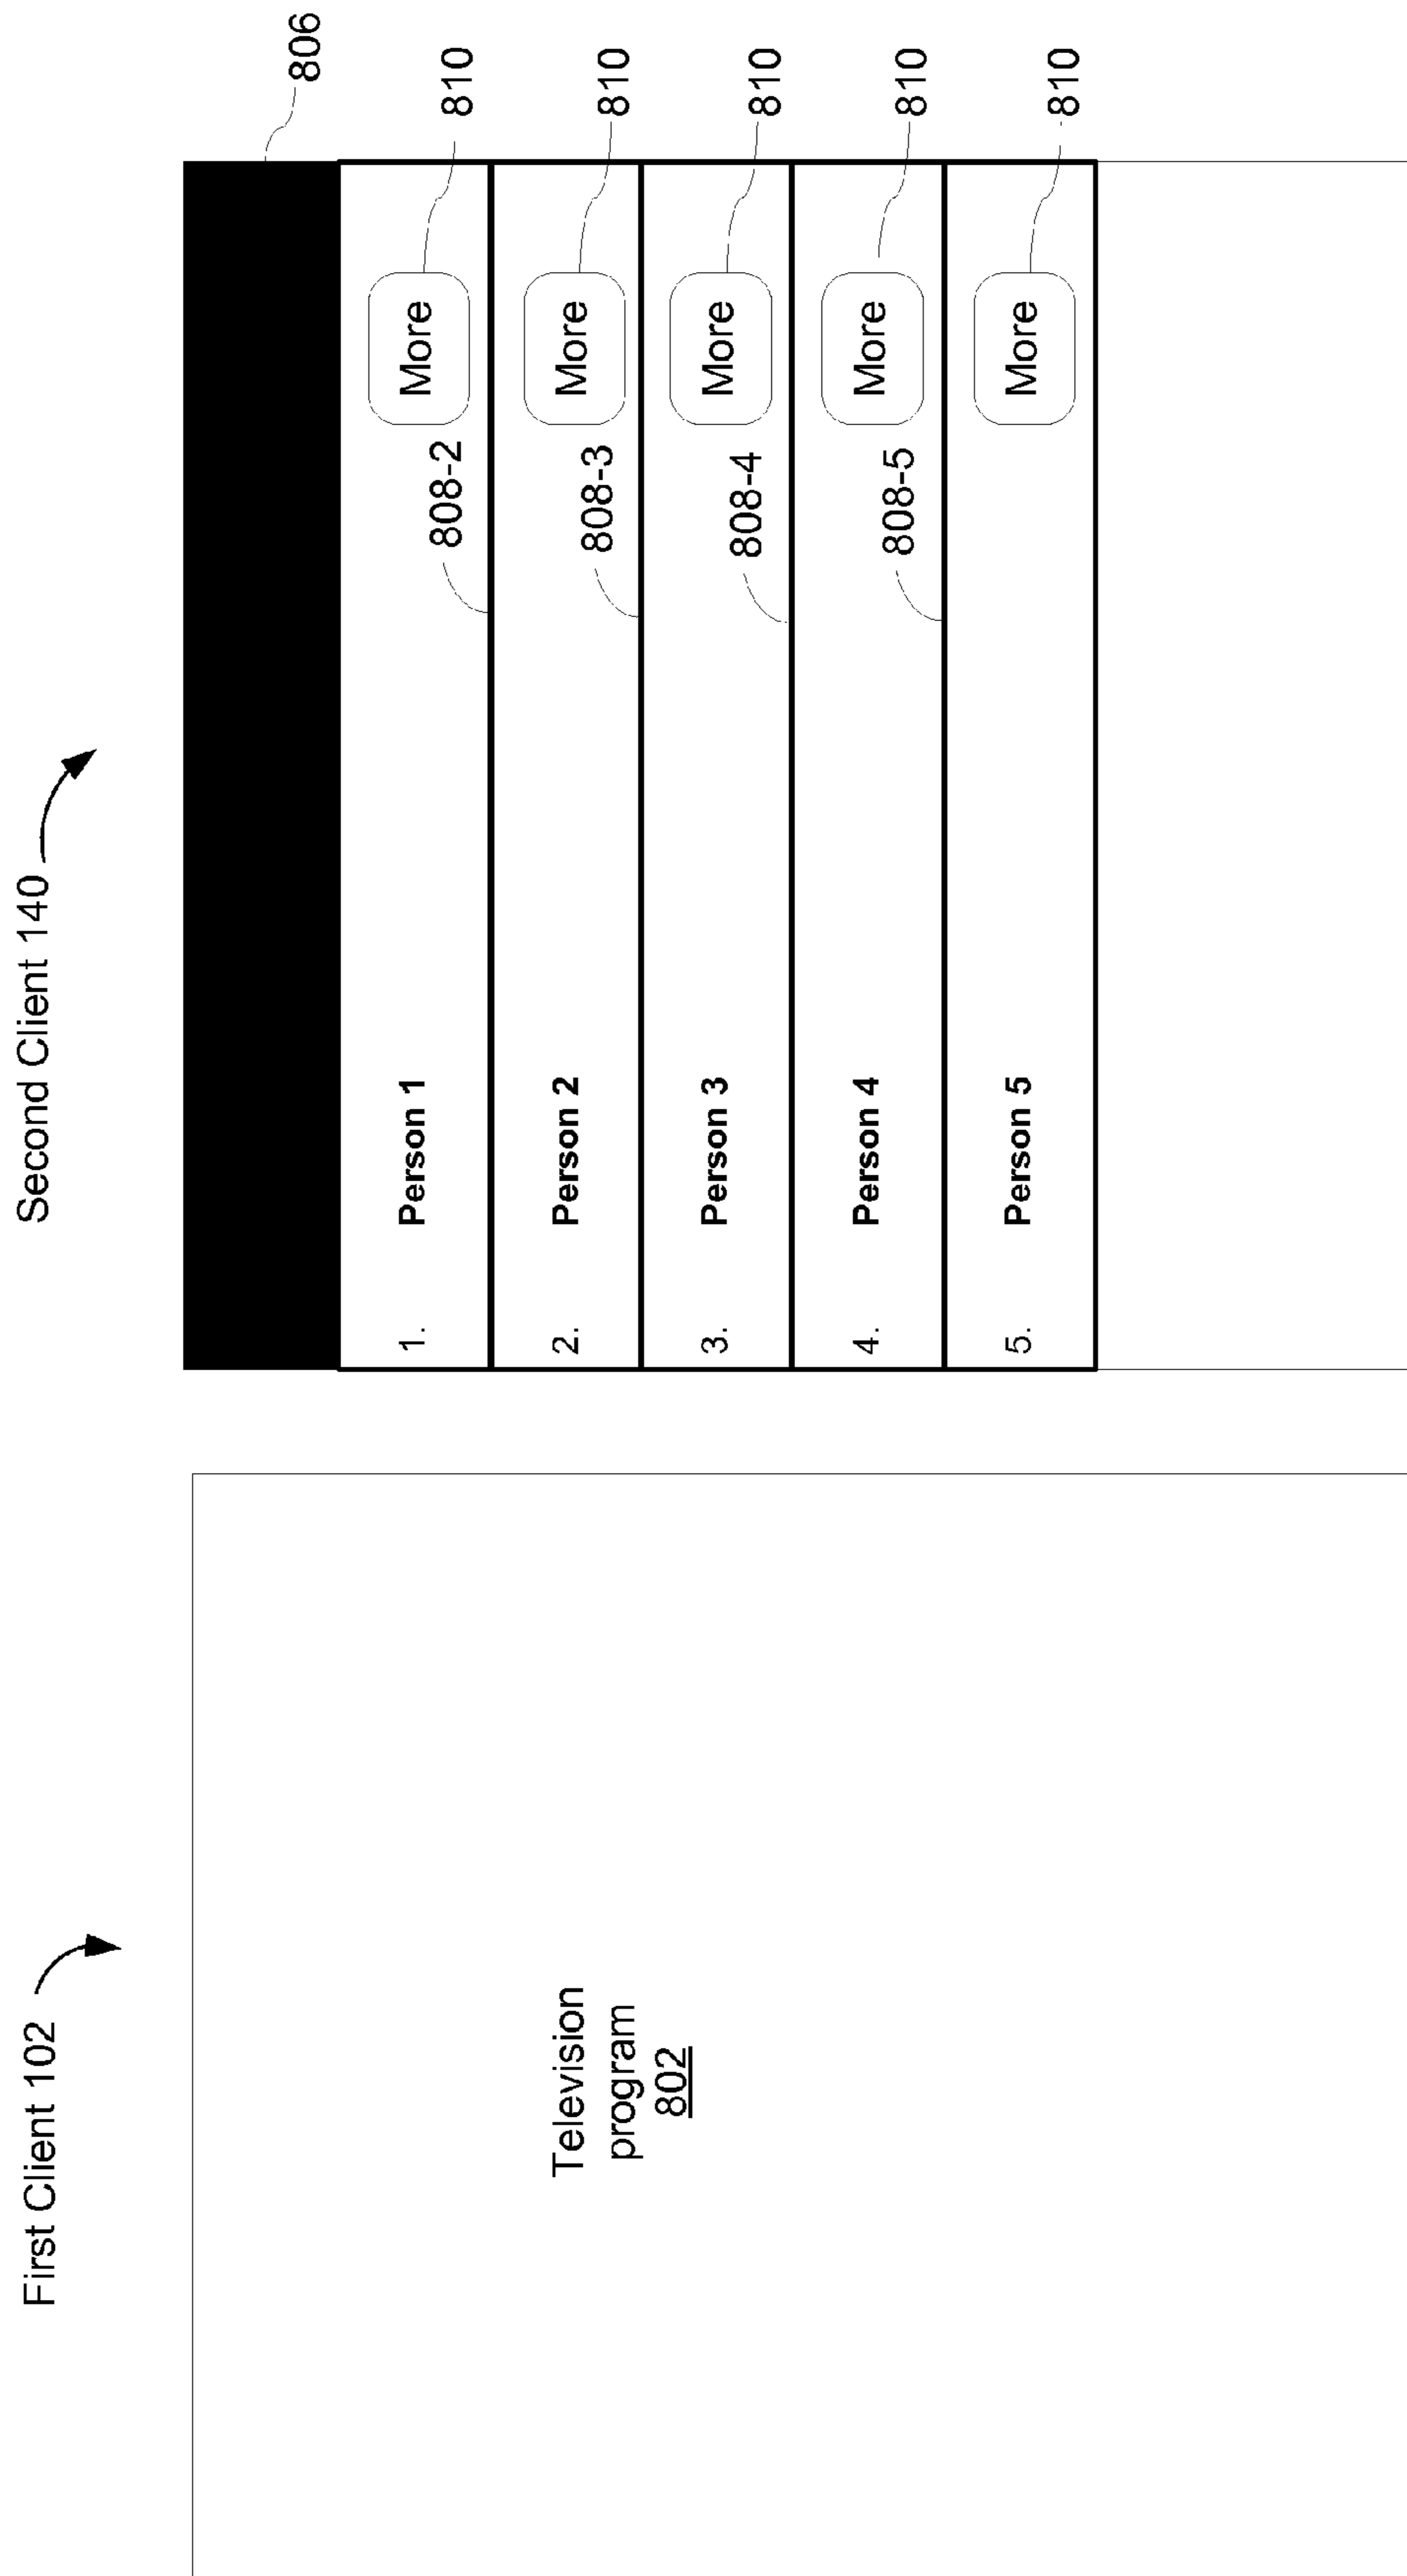 First Client 102
Second Client 140
806
1. Person 1 More 810
808-2
2. Person 2 More 810
808-3
3. Person 3 More 810
808-4
4. Person 4 More 810
808-5
5. Person 5 More 810
Television
program
802